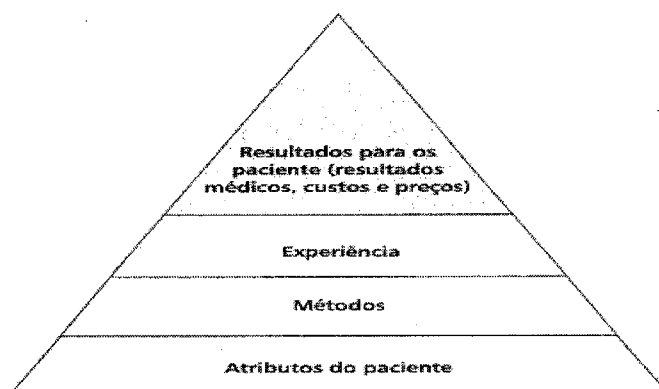 Resultados para os
paciente (resultados
médicos, custos e preços)
Experiência
Métodos
Atributos do paciente